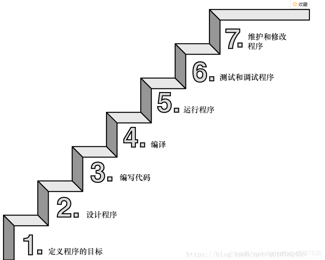 收藏
7. 维护和修改
程序
6. 测试和调试程序
5. 运行程序
4. 编译
3. 编写代码
2. 设计程序
1. 定义程序的目标